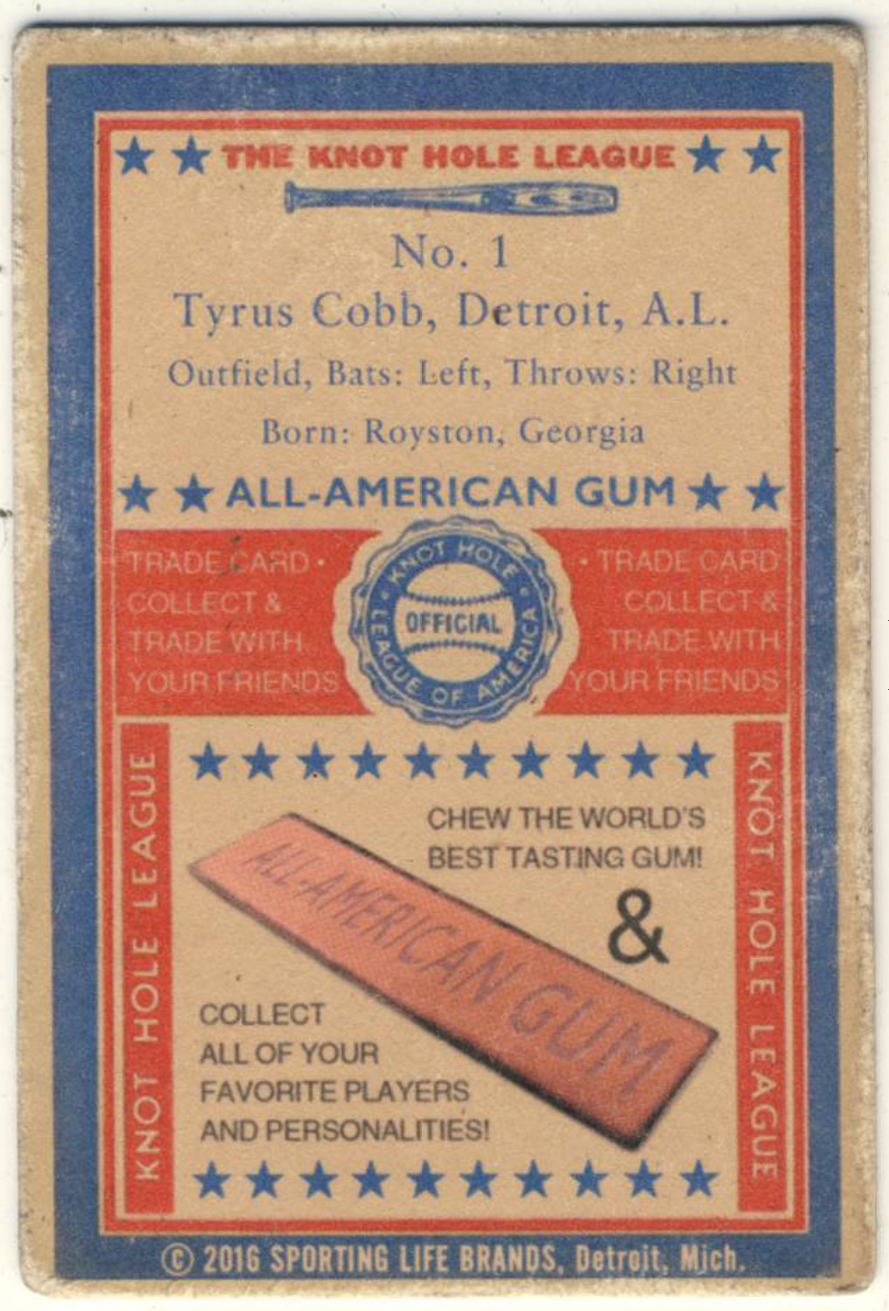 THE KNOT HOLE LEAGUE
No. 1
Tyrus Cobb, Detroit, A.L.
Outfield, Bats: Left, Throws: Right
Born: Royston, Georgia
ALL-AMERICAN GUM
TRADE CARD •
COLLECT &
TRADE WITH
YOUR FRIENDS
• KNOT HOLE •
LEAGUE OF AMERICA
OFFICIAL
• TRADE CARD
COLLECT &
TRADE WITH
YOUR FRIENDS
KNOT HOLE LEAGUE
CHEW THE WORLD'S
BEST TASTING GUM!
&
ALL-AMERICAN GUM
COLLECT
ALL OF YOUR
FAVORITE PLAYERS
AND PERSONALITIES!
KNOT HOLE LEAGUE
© 2016 SPORTING LIFE BRANDS, Detroit, Mich.